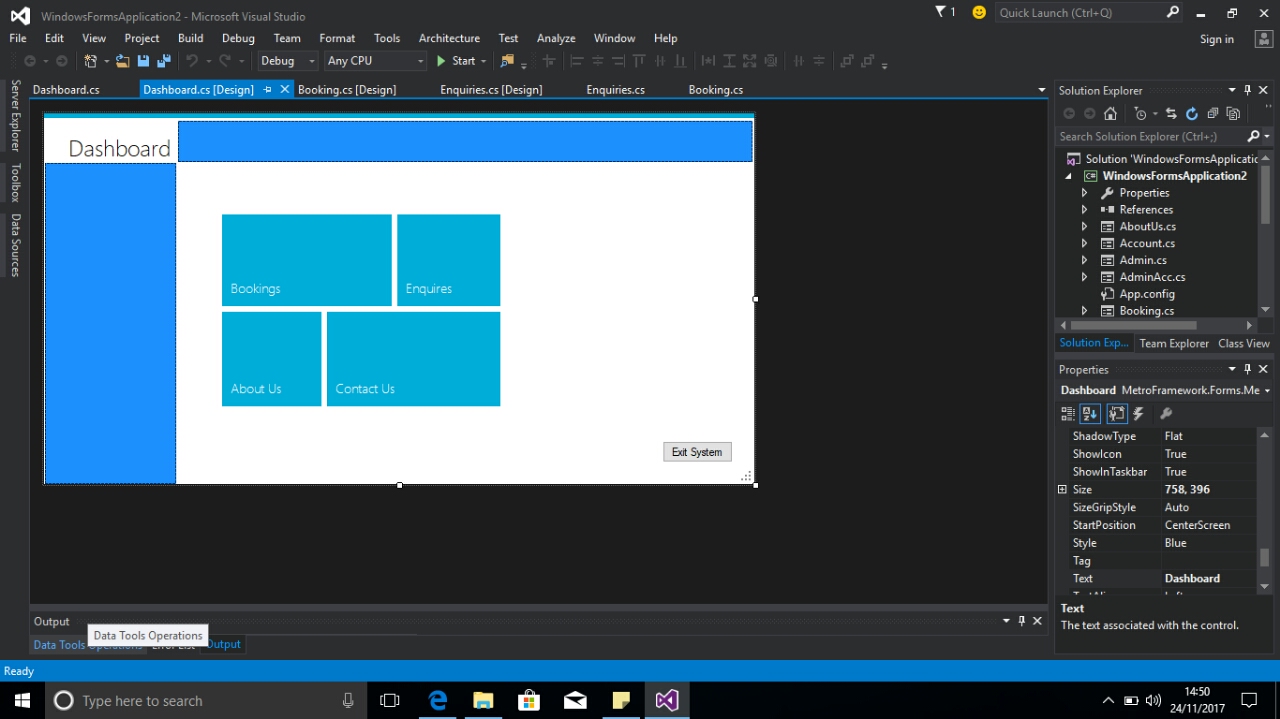 WindowsFormsApplication2 - Microsoft Visual Studio
1
Quick Launch (Ctrl+Q)
File Edit View Project Build Debug Team Format Tools Architecture Test Analyze Window Help
Sign in
Debug Any CPU Start
Server Explorer
Toolbox
Data Sources
Dashboard.cs Dashboard.cs [Design] Booking.cs [Design] Enquiries.cs [Design] Enquiries.cs Booking.cs
Dashboard
Bookings
Enquires
About Us
Contact Us
Exit System
Solution Explorer
Search Solution Explorer (Ctrl+;)
Solution 'WindowsFormsApplicatio
C# WindowsFormsApplication2
Properties
References
AboutUs.cs
Account.cs
Admin.cs
AdminAcc.cs
App.config
Booking.cs
Solution Exp... Team Explorer Class View
Properties
Dashboard MetroFramework.Forms.Me
ShadowType Flat
ShowIcon True
ShowInTaskbar True
Size 758, 396
SizeGripStyle Auto
StartPosition CenterScreen
Style Blue
Tag
Text Dashboard
Text
The text associated with the control.
Output
Data Tools Operations
Data Tools Operations Error List Output
Ready
Type here to search
14:50
24/11/2017